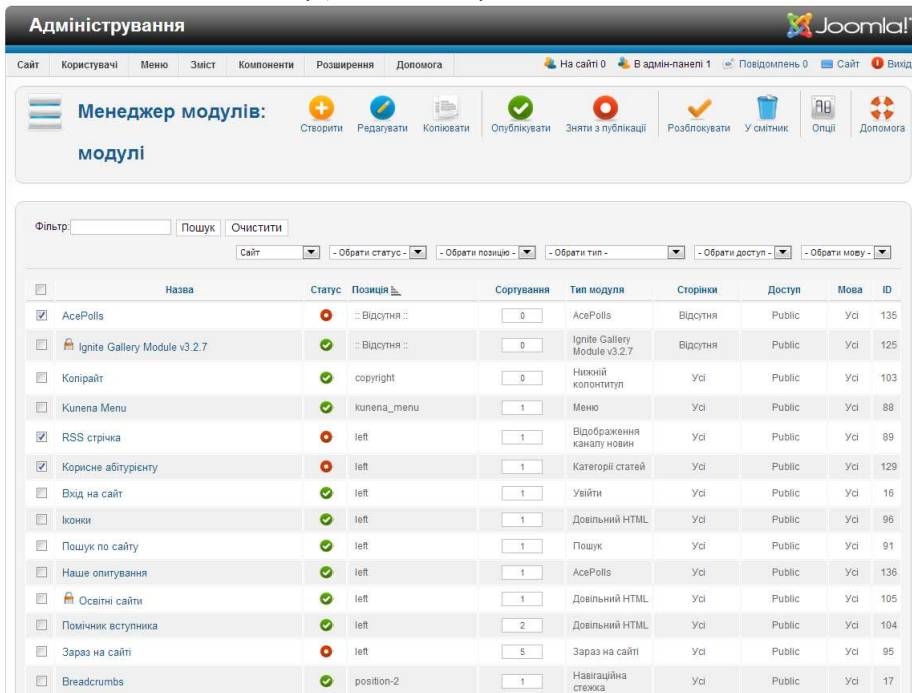 Адміністрування Joomla!
Сайт Користувачі Меню Зміст Компоненти Розширення Допомога На сайті 0 В адмін-панелі 1 Повідомлень 0 Сайт Вихід
Менеджер модулів:
модулі
Створити Редагувати Копіювати Опублікувати Зняти з публікації Розблокувати У смітник Опції Допомога
Фільтр: Пошук Очистити
Сайт - Обрати статус - - Обрати позицію - - Обрати тип - - Обрати доступ - - Обрати мову -
Назва Статус Позиція Сортування Тип модуля Сторінки Доступ Мова ID
AcePolls :: Відсутня :: 0 AcePolls Відсутня Public Усі 135
Ignite Gallery Module v3.2.7 :: Відсутня :: 0 Ignite Gallery Module v3.2.7 Відсутня Public Усі 125
Копірайт copyright 0 Нижній колонтитул Усі Public Усі 103
Kunena Menu kunena_menu 1 Меню Усі Public Усі 88
RSS стрічка left 1 Відображення каналу новин Усі Public Усі 89
Корисне абітурієнту left 1 Категорії статей Усі Public Усі 129
Вхід на сайт left 1 Увійти Усі Public Усі 16
Іконки left 1 Довільний HTML Усі Public Усі 96
Пошук по сайту left 1 Пошук Усі Public Усі 91
Наше опитування left 1 AcePolls Усі Public Усі 136
Освітні сайти left 1 Довільний HTML Усі Public Усі 105
Помічник вступника left 2 Довільний HTML Усі Public Усі 104
Зараз на сайті left 5 Зараз на сайті Усі Public Усі 95
Breadcrumbs position-2 1 Навігаційна стежка Усі Public Усі 17